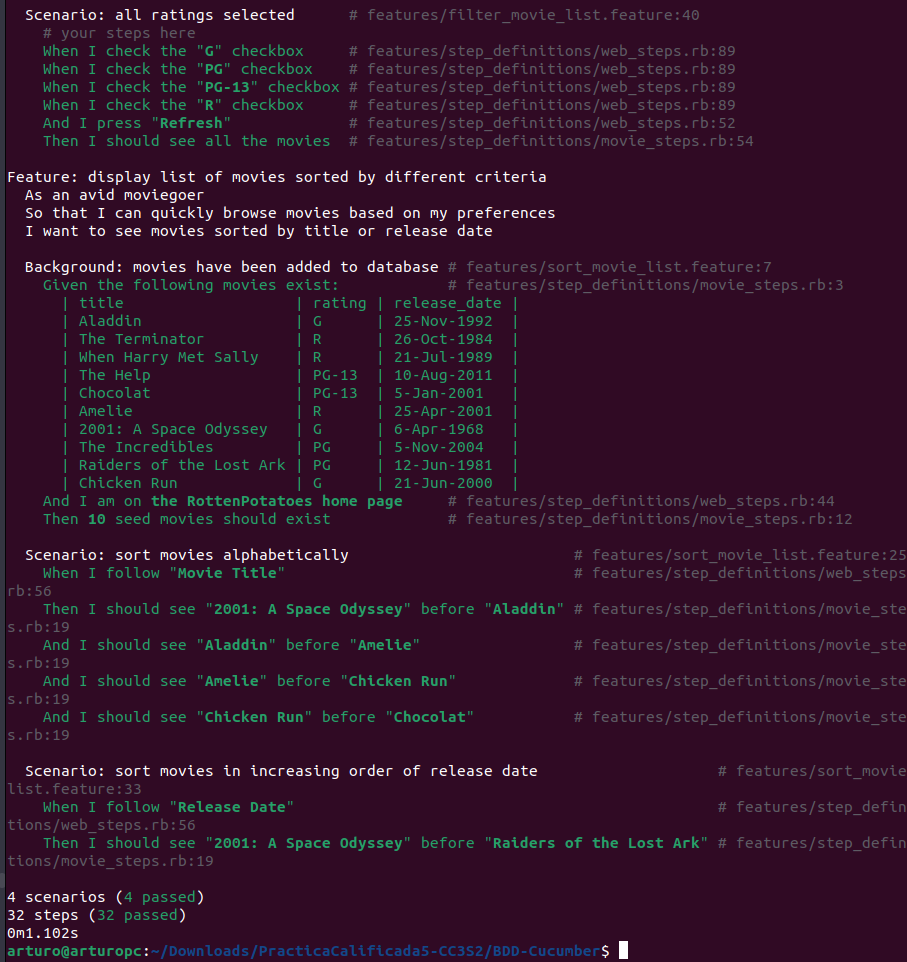 Scenario: all ratings selected # features/filter_movie_list.feature:40
# your steps here
When I check the "G" checkbox # features/step_definitions/web_steps.rb:89
When I check the "PG" checkbox # features/step_definitions/web_steps.rb:89
When I check the "PG-13" checkbox # features/step_definitions/web_steps.rb:89
When I check the "R" checkbox # features/step_definitions/web_steps.rb:89
And I press "Refresh" # features/step_definitions/web_steps.rb:52
Then I should see all the movies # features/step_definitions/movie_steps.rb:54
Feature: display list of movies sorted by different criteria
As an avid moviegoer
So that I can quickly browse movies based on my preferences
I want to see movies sorted by title or release date
Background: movies have been added to database # features/sort_movie_list.feature:7
Given the following movies exist: # features/step_definitions/movie_steps.rb:3
| title | rating | release_date |
| Aladdin | G | 25-Nov-1992 |
| The Terminator | R | 26-Oct-1984 |
| When Harry Met Sally | R | 21-Jul-1989 |
| The Help | PG-13 | 10-Aug-2011 |
| Chocolat | PG-13 | 5-Jan-2001 |
| Amelie | R | 25-Apr-2001 |
| 2001: A Space Odyssey | G | 6-Apr-1968 |
| The Incredibles | PG | 5-Nov-2004 |
| Raiders of the Lost Ark | PG | 12-Jun-1981 |
| Chicken Run | G | 21-Jun-2000 |
And I am on the RottenPotatoes home page # features/step_definitions/web_steps.rb:44
Then 10 seed movies should exist # features/step_definitions/movie_steps.rb:12
Scenario: sort movies alphabetically # features/sort_movie_list.feature:25
When I follow "Movie Title" # features/step_definitions/web_steps
rb:56
Then I should see "2001: A Space Odyssey" before "Aladdin" # features/step_definitions/movie_ste
s.rb:19
And I should see "Aladdin" before "Amelie" # features/step_definitions/movie_ste
s.rb:19
And I should see "Amelie" before "Chicken Run" # features/step_definitions/movie_ste
s.rb:19
And I should see "Chicken Run" before "Chocolat" # features/step_definitions/movie_ste
s.rb:19
Scenario: sort movies in increasing order of release date # features/sort_movie
list.feature:33
When I follow "Release Date" # features/step_defin
tions/web_steps.rb:56
Then I should see "2001: A Space Odyssey" before "Raiders of the Lost Ark" # features/step_defin
tions/movie_steps.rb:19
4 scenarios (4 passed)
32 steps (32 passed)
0m1.102s
arturo@arturopc:~/Downloads/PracticaCalificada5-CC3S2/BDD-Cucumber$